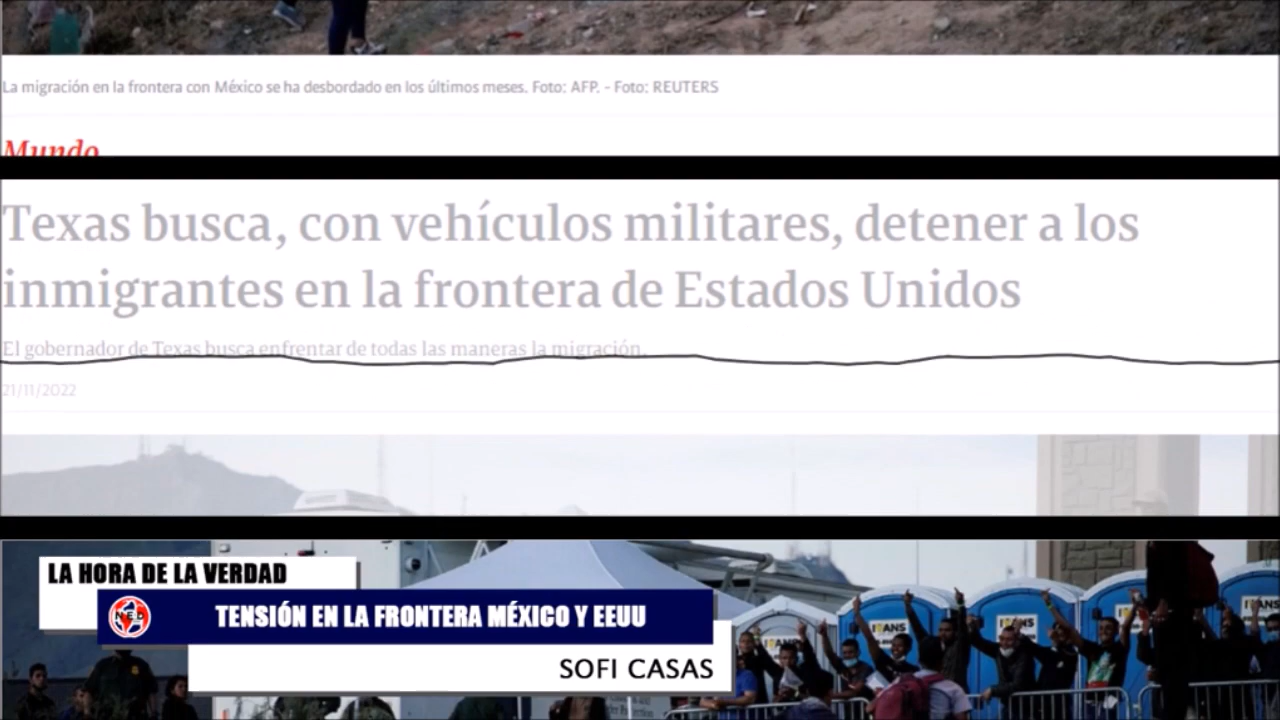 La migración en la frontera con México se ha desbordado en los últimos meses. Foto: AFP. - Foto: REUTERS
Mundo
Texas busca, con vehículos militares, detener a los
inmigrantes en la frontera de Estados Unidos
El gobernador de Texas busca enfrentar de todas las maneras la migración.
21/11/2022
LA HORA DE LA VERDAD
TENSIÓN EN LA FRONTERA MÉXICO Y EEUU
SOFI CASAS